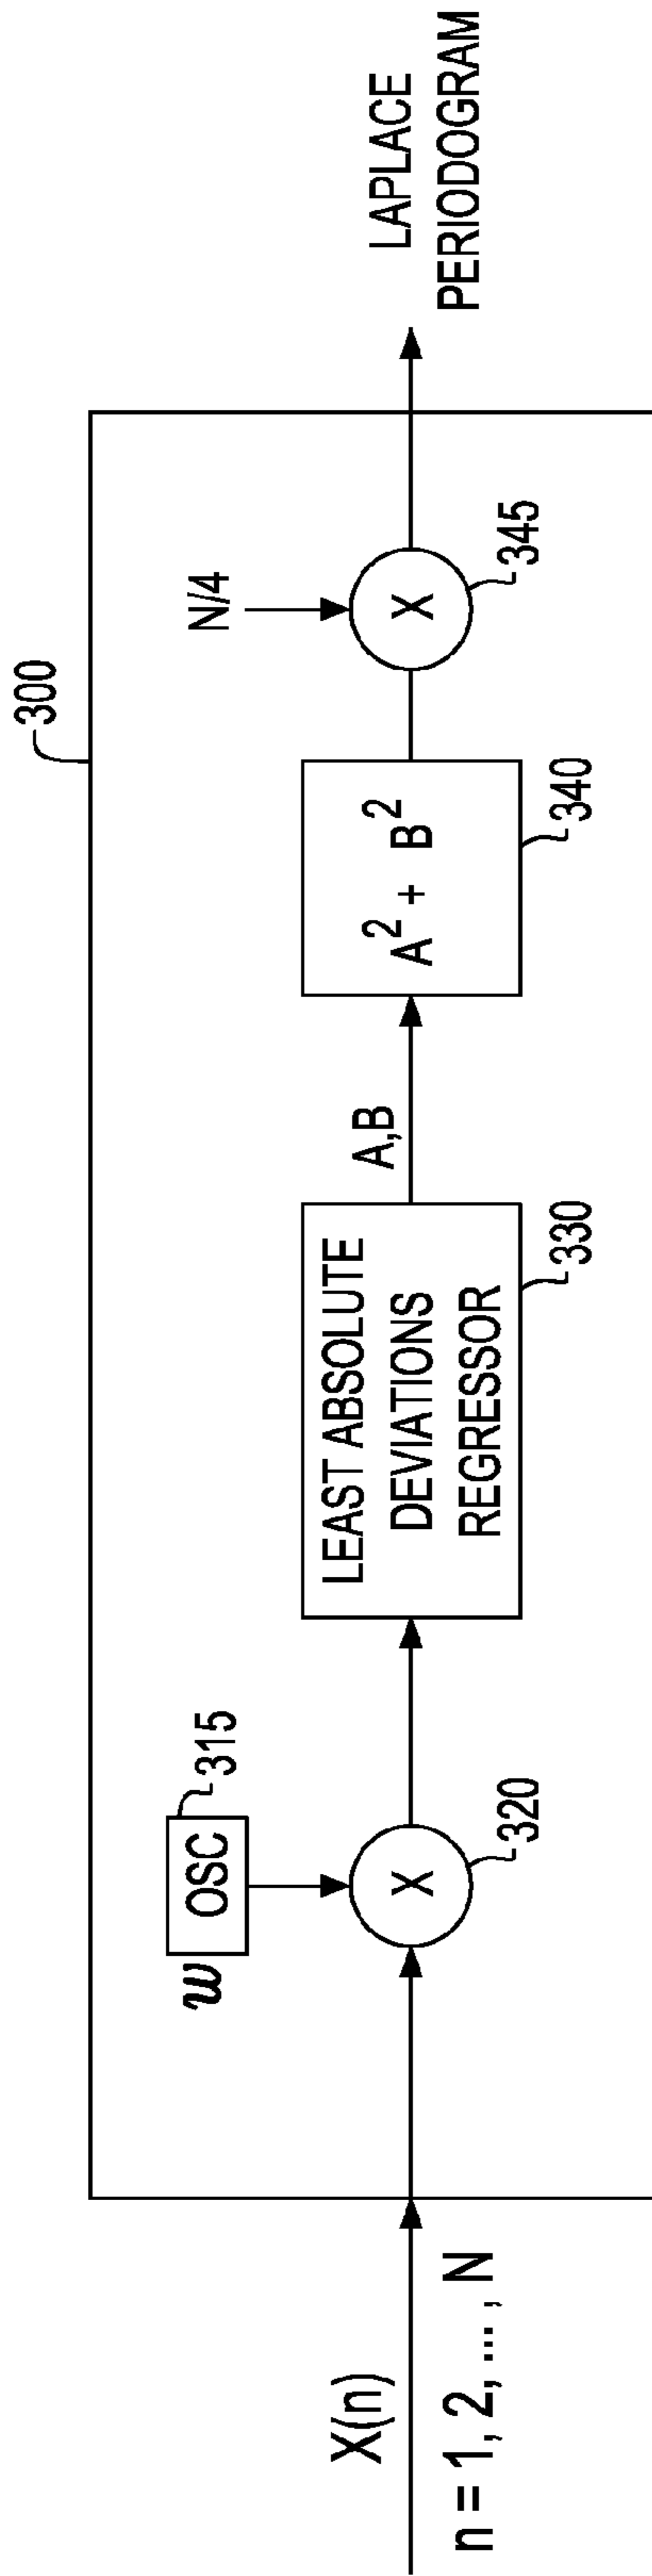 300
X(n)
n = 1, 2, ... , N
w
OSC
315
X
320
LEAST ABSOLUTE
DEVIATIONS
REGRESSOR
330
A,B
A² + B²
340
N/4
X
345
LAPLACE
PERIODOGRAM